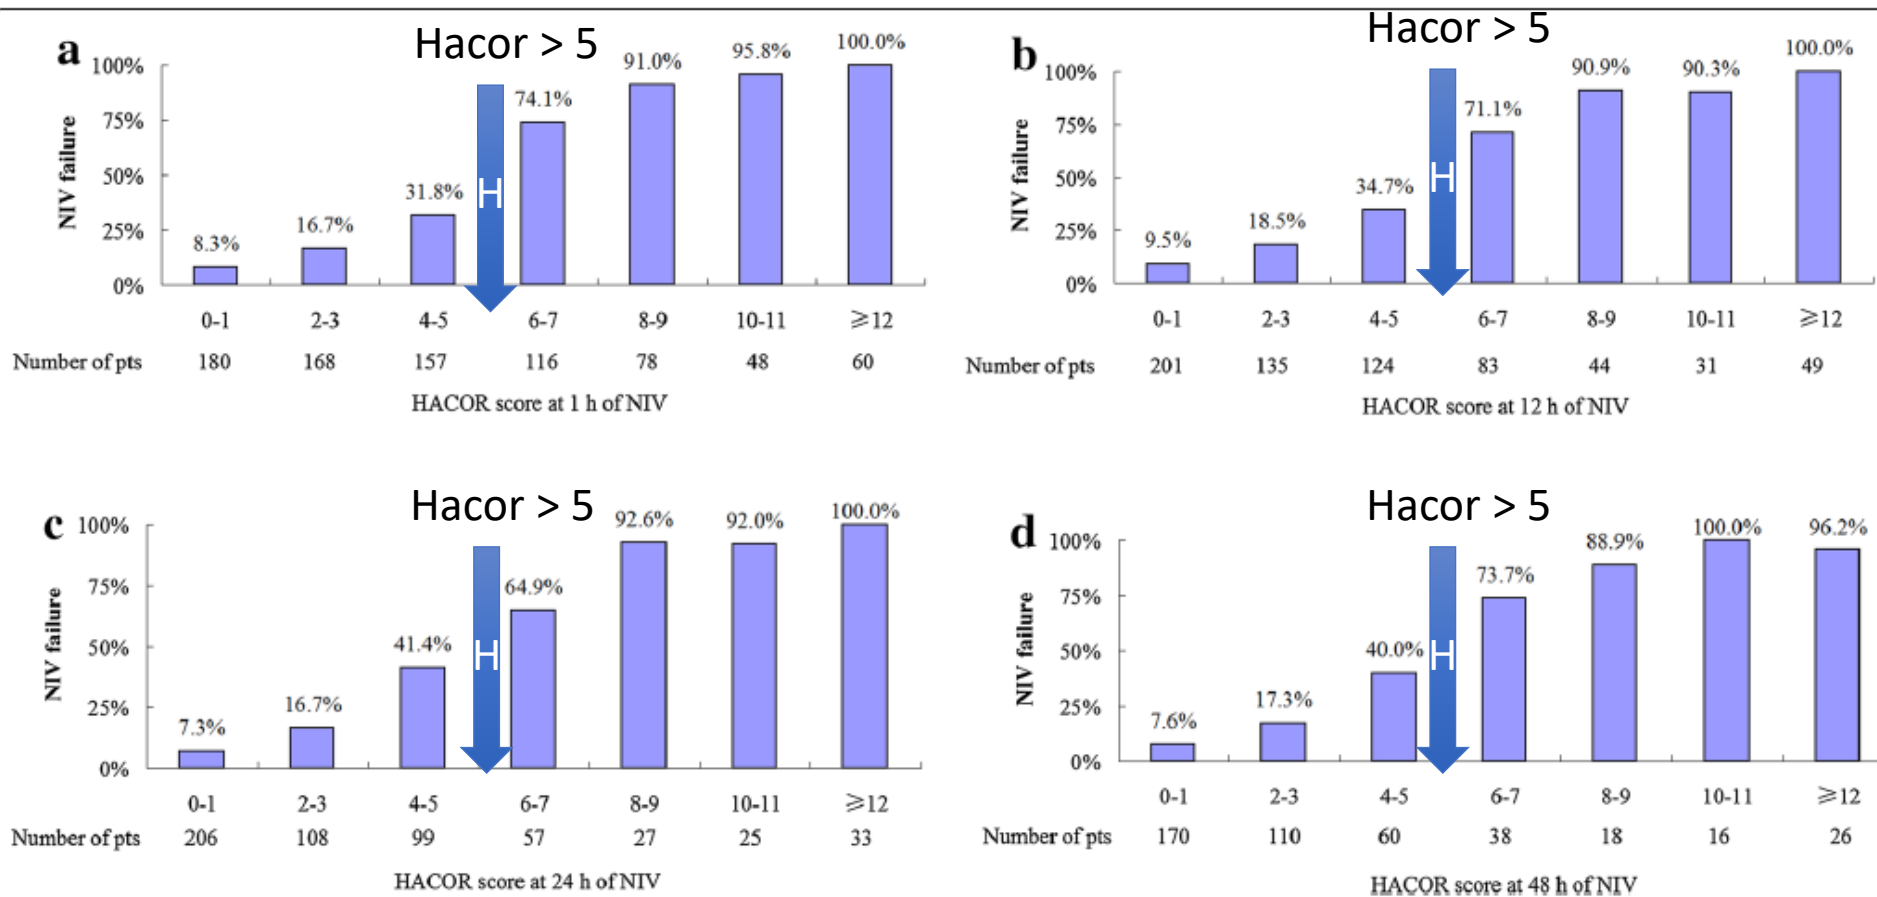 a
Hacor > 5
NIV failure
100%
75%
50%
25%
0%
8.3%
16.7%
31.8%
H
74.1%
91.0%
95.8%
100.0%
0-1 2-3 4-5 6-7 8-9 10-11 ≥12
Number of pts 180 168 157 116 78 48 60
HACOR score at 1 h of NIV
b
Hacor > 5
NIV failure
100%
75%
50%
25%
0%
9.5%
18.5%
34.7%
H
71.1%
90.9%
90.3%
100.0%
0-1 2-3 4-5 6-7 8-9 10-11 ≥12
Number of pts 201 135 124 83 44 31 49
HACOR score at 12 h of NIV
c
Hacor > 5
NIV failure
100%
75%
50%
25%
0%
7.3%
16.7%
41.4%
H
64.9%
92.6%
92.0%
100.0%
0-1 2-3 4-5 6-7 8-9 10-11 ≥12
Number of pts 206 108 99 57 27 25 33
HACOR score at 24 h of NIV
d
Hacor > 5
NIV failure
100%
75%
50%
25%
0%
7.6%
17.3%
40.0%
H
73.7%
88.9%
100.0%
96.2%
0-1 2-3 4-5 6-7 8-9 10-11 ≥12
Number of pts 170 110 60 38 18 16 26
HACOR score at 48 h of NIV